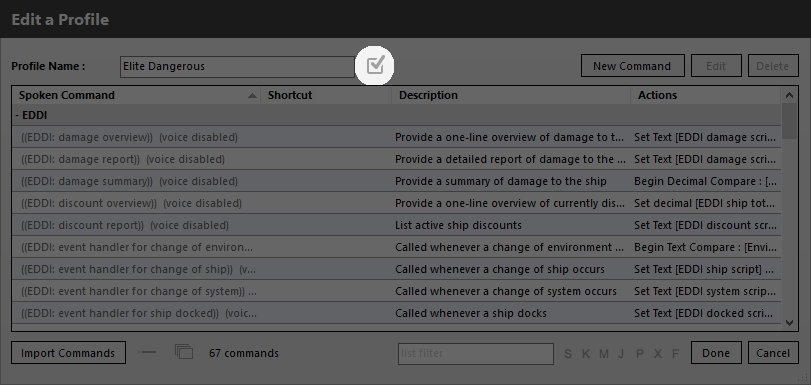 Edit a Profile
Profile Name : Elite Dangerous New Command Edit Delete
Spoken Command Shortcut Description Actions
- EDDI
((EDDI: damage overview)) (voice disabled) Provide a one-line overview of damage to t... Set Text [EDDI damage scri...
((EDDI: damage report)) (voice disabled) Provide a detailed report of damage to the ... Set Text [EDDI damage scri...
((EDDI: damage summary)) (voice disabled) Provide a summary of damage to the ship Begin Decimal Compare : [...
((EDDI: discount overview)) (voice disabled) Provide a one-line overview of currently dis... Set decimal [EDDI ship tot...
((EDDI: discount report)) (voice disabled) List active ship discounts Set Text [EDDI discount scr...
((EDDI: event handler for change of environ... Called whenever a change of environment ... Begin Text Compare : [Envi...
((EDDI: event handler for change of ship)) (v... Called whenever a change of ship occurs Set Text [EDDI ship script] ...
((EDDI: event handler for change of system)) ... Called whenever a change of system occurs Set Text [EDDI system scrip...
((EDDI: event handler for ship docked)) (voic... Called whenever a ship docks Set Text [EDDI docked scri...
Import Commands 67 commands list filter S K M J P X F Done Cancel